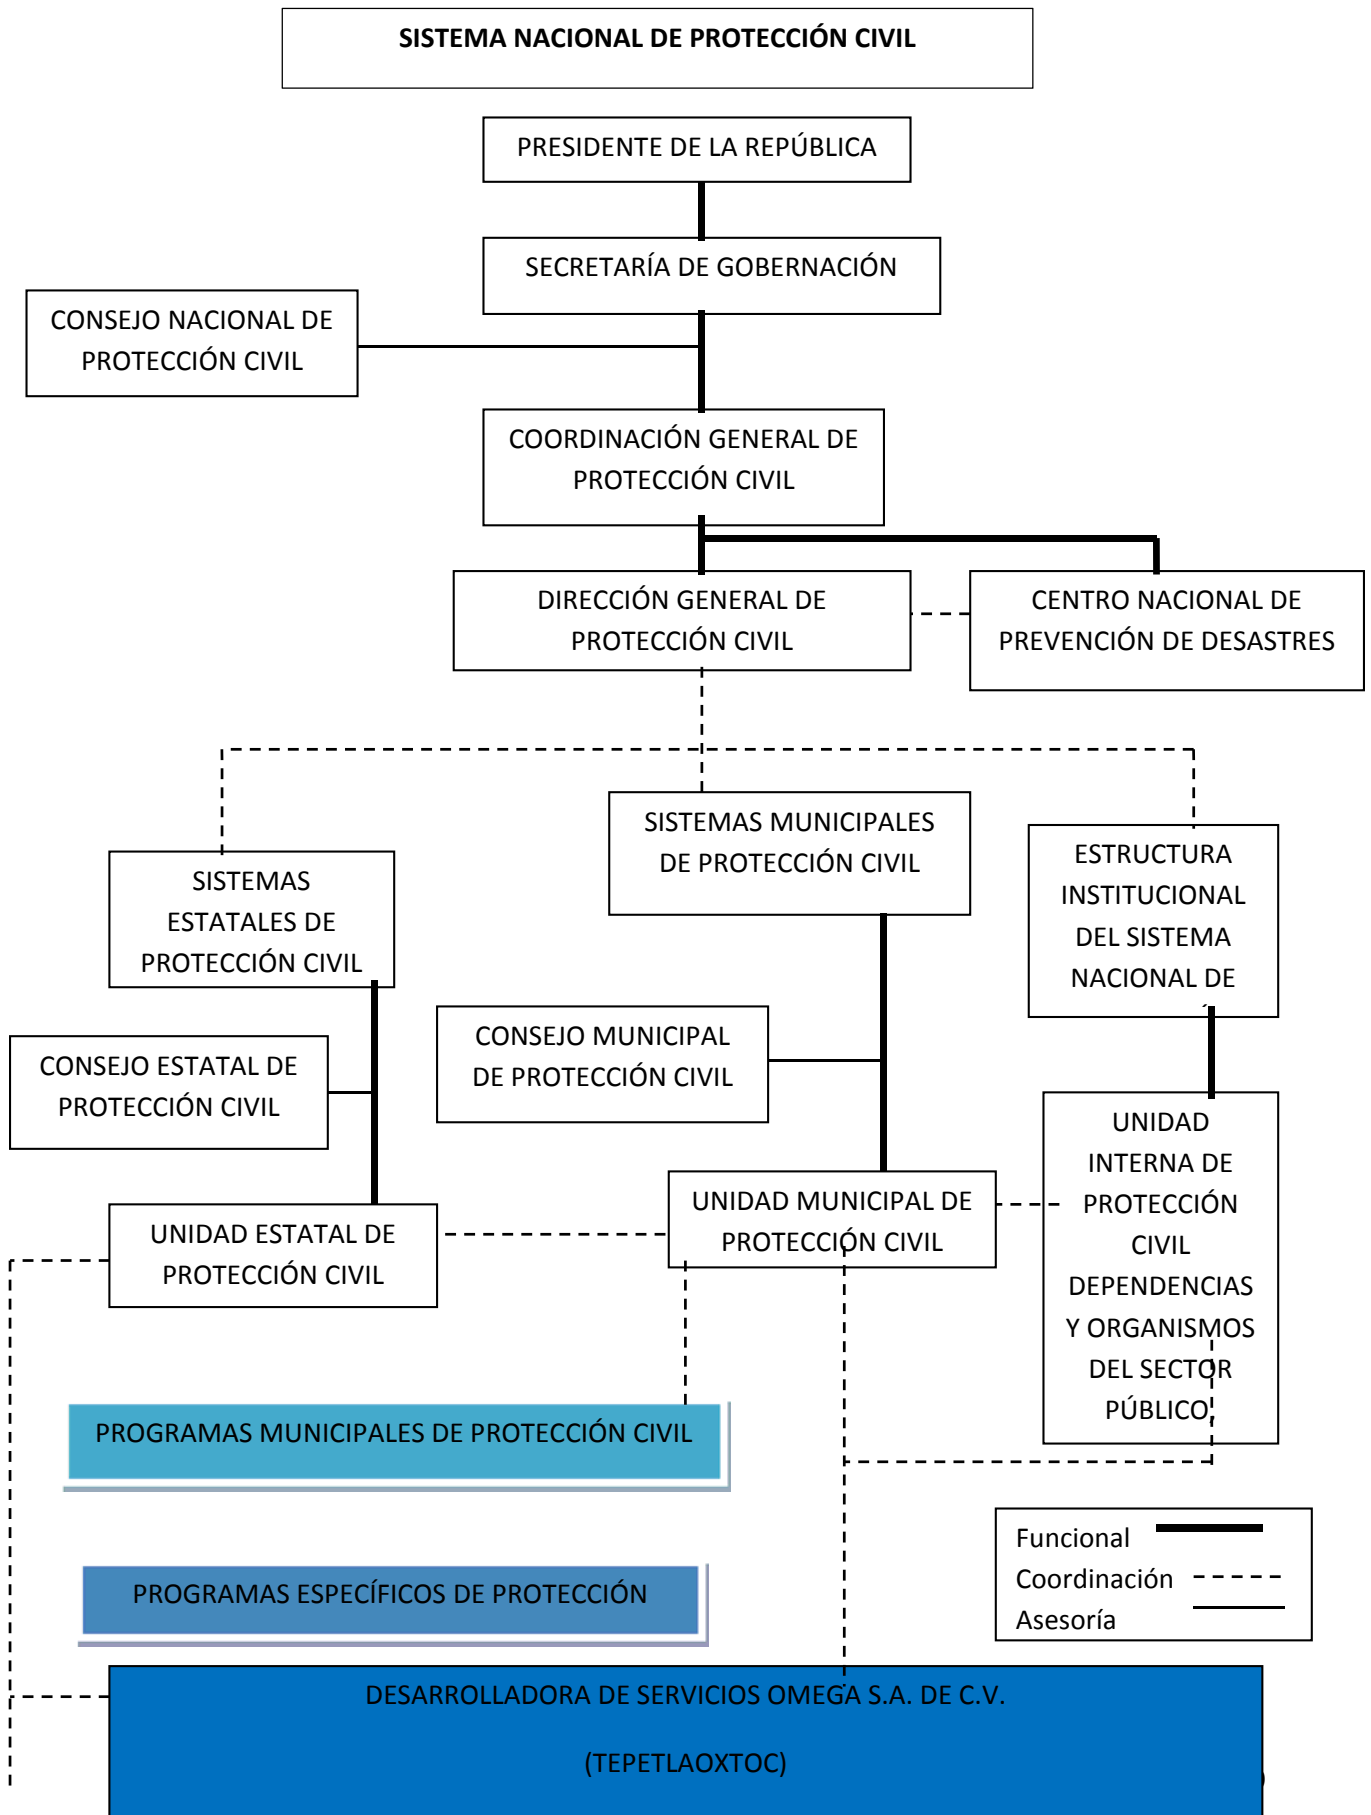 SISTEMA NACIONAL DE PROTECCIÓN CIVIL
PRESIDENTE DE LA REPÚBLICA
SECRETARÍA DE GOBERNACIÓN
CONSEJO NACIONAL DE
PROTECCIÓN CIVIL
COORDINACIÓN GENERAL DE
PROTECCIÓN CIVIL
DIRECCIÓN GENERAL DE
PROTECCIÓN CIVIL
CENTRO NACIONAL DE
PREVENCIÓN DE DESASTRES
SISTEMAS
ESTATALES DE
PROTECCIÓN CIVIL
SISTEMAS MUNICIPALES
DE PROTECCIÓN CIVIL
ESTRUCTURA
INSTITUCIONAL
DEL SISTEMA
NACIONAL DE
CONSEJO ESTATAL DE
PROTECCIÓN CIVIL
CONSEJO MUNICIPAL
DE PROTECCIÓN CIVIL
UNIDAD ESTATAL DE
PROTECCIÓN CIVIL
UNIDAD MUNICIPAL DE
PROTECCIÓN CIVIL
UNIDAD
INTERNA DE
PROTECCIÓN
CIVIL
DEPENDENCIAS
Y ORGANISMOS
DEL SECTOR
PÚBLICO,
PROGRAMAS MUNICIPALES DE PROTECCIÓN CIVIL
PROGRAMAS ESPECÍFICOS DE PROTECCIÓN
Funcional
Coordinación
Asesoría
DESARROLLADORA DE SERVICIOS OMEGA S.A. DE C.V.
(TEPETLAOXTOC)